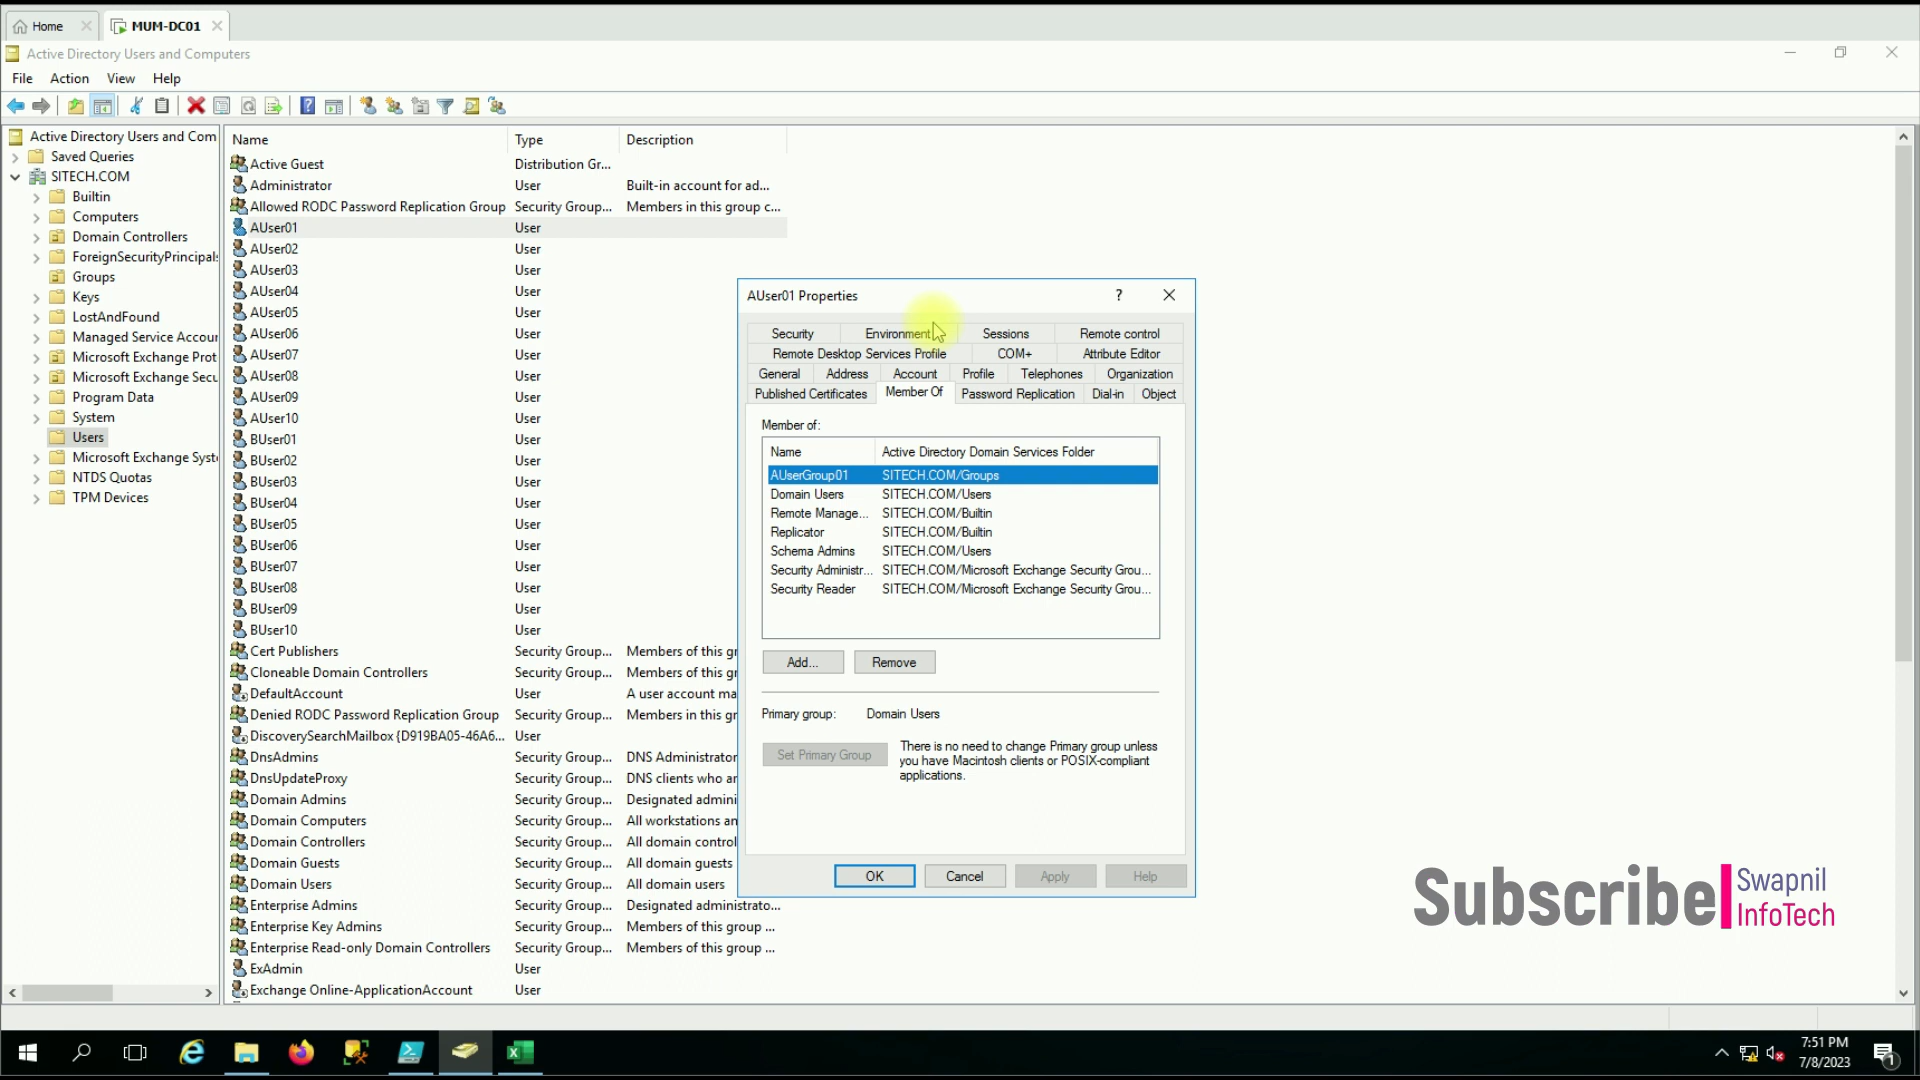 Home
MUM-DC01
Active Directory Users and Computers
File Action View Help
Active Directory Users and Com
Saved Queries
SITECH.COM
Builtin
Computers
Domain Controllers
ForeignSecurityPrincipals
Groups
Keys
LostAndFound
Managed Service Accour
Microsoft Exchange Prot
Microsoft Exchange Secu
Program Data
System
Users
Microsoft Exchange Syste
NTDS Quotas
TPM Devices
Name Type Description
Active Guest Distribution Gr...
Administrator User Built-in account for ad...
Allowed RODC Password Replication Group Security Group... Members in this group c...
AUser01 User
AUser02 User
AUser03 User
AUser04 User
AUser05 User
AUser06 User
AUser07 User
AUser08 User
AUser09 User
AUser10 User
BUser01 User
BUser02 User
BUser03 User
BUser04 User
BUser05 User
BUser06 User
BUser07 User
BUser08 User
BUser09 User
BUser10 User
Cert Publishers Security Group... Members of this gr
Cloneable Domain Controllers Security Group... Members of this gr
DefaultAccount User A user account ma
Denied RODC Password Replication Group Security Group... Members in this gr
DiscoverySearchMailbox {D919BA05-46A6... User
DnsAdmins Security Group... DNS Administrator
DnsUpdateProxy Security Group... DNS clients who ar
Domain Admins Security Group... Designated admini
Domain Computers Security Group... All workstations an
Domain Controllers Security Group... All domain control
Domain Guests Security Group... All domain guests
Domain Users Security Group... All domain users
Enterprise Admins Security Group... Designated administrato...
Enterprise Key Admins Security Group... Members of this group ...
Enterprise Read-only Domain Controllers Security Group... Members of this group ...
ExAdmin User
Exchange Online-ApplicationAccount User
AUser01 Properties ?
Security Environment Sessions Remote control
Remote Desktop Services Profile COM+ Attribute Editor
General Address Account Profile Telephones Organization
Published Certificates Member Of Password Replication Dial-in Object
Member of:
Name Active Directory Domain Services Folder
AUserGroup01 SITECH.COM/Groups
Domain Users SITECH.COM/Users
Remote Manage... SITECH.COM/Builtin
Replicator SITECH.COM/Builtin
Schema Admins SITECH.COM/Users
Security Administr... SITECH.COM/Microsoft Exchange Security Grou...
Security Reader SITECH.COM/Microsoft Exchange Security Grou...
Add... Remove
Primary group: Domain Users
Set Primary Group
There is no need to change Primary group unless
you have Macintosh clients or POSIX-compliant
applications.
OK Cancel Apply Help
Subscribe
Swapnil
InfoTech
7:51 PM
7/8/2023
1